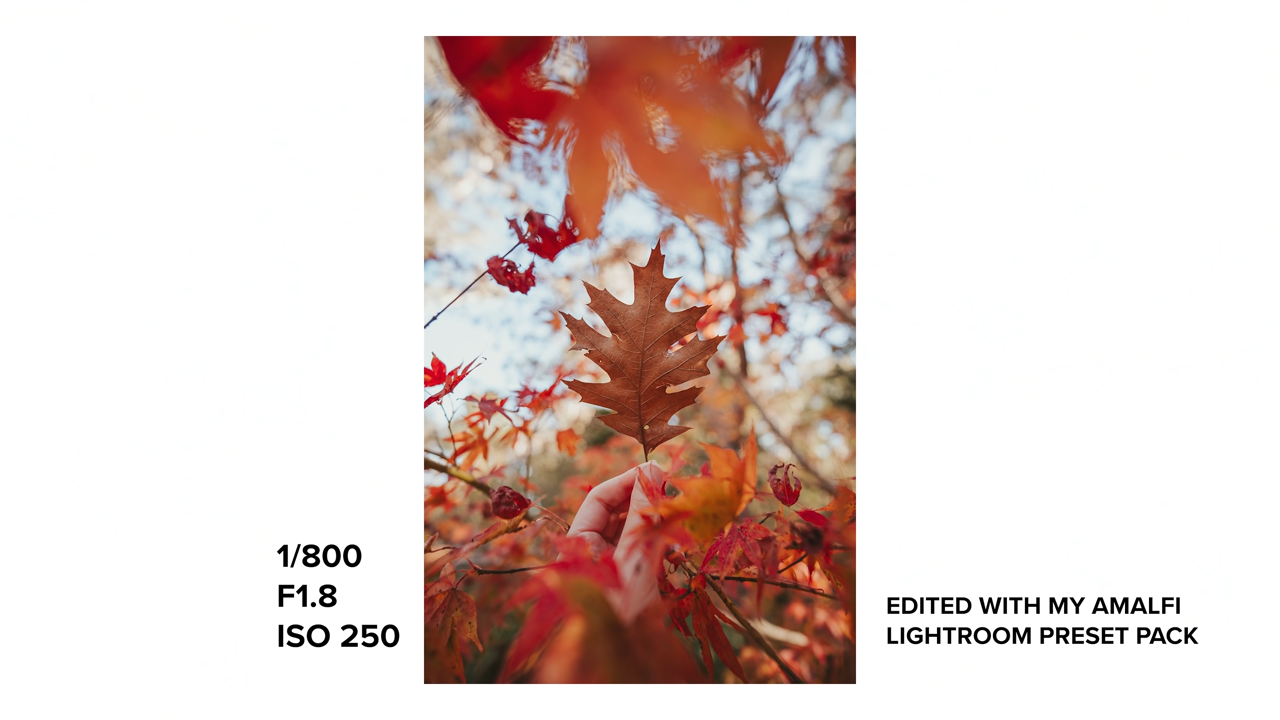 1/800
F1.8
ISO 250
EDITED WITH MY AMALFI
LIGHTROOM PRESET PACK